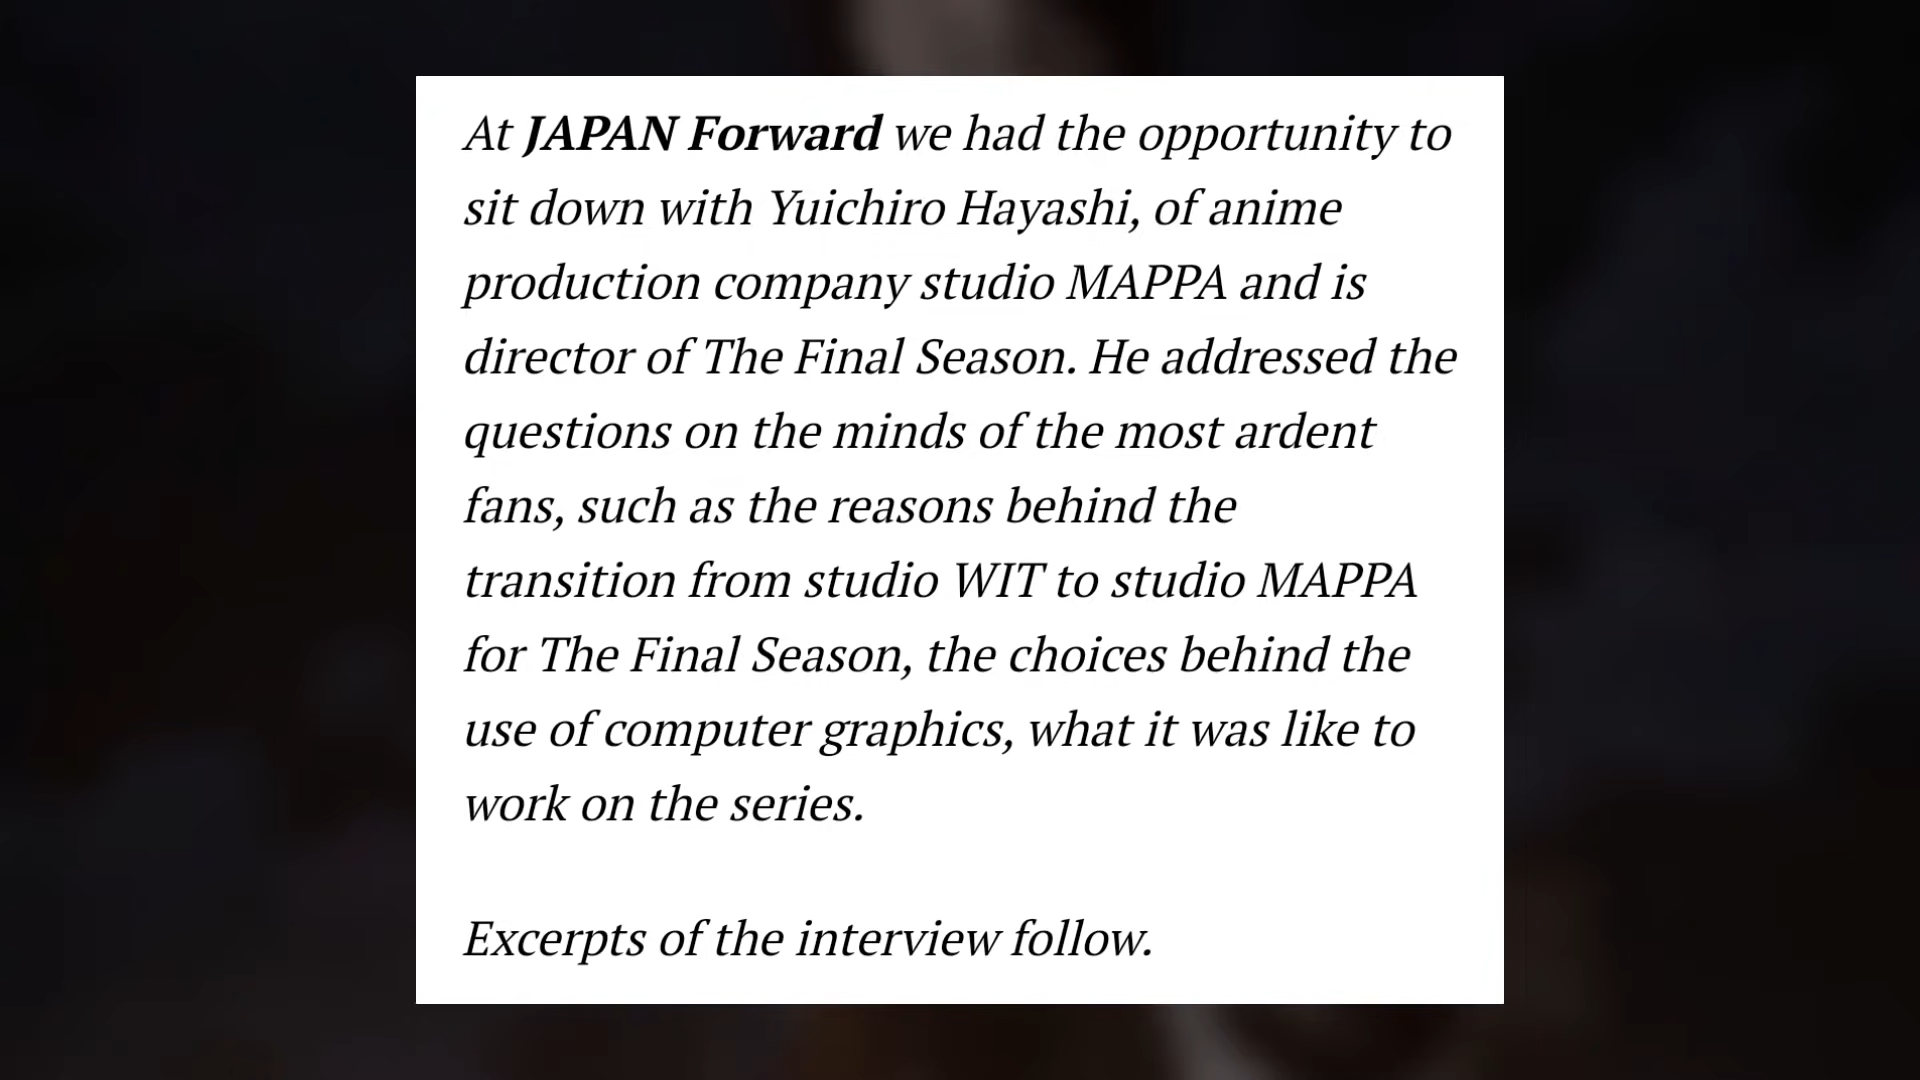 At JAPAN Forward we had the opportunity to
sit down with Yuichiro Hayashi, of anime
production company studio MAPPA and is
director of The Final Season. He addressed the
questions on the minds of the most ardent
fans, such as the reasons behind the
transition from studio WIT to studio MAPPA
for The Final Season, the choices behind the
use of computer graphics, what it was like to
work on the series.
Excerpts of the interview follow.